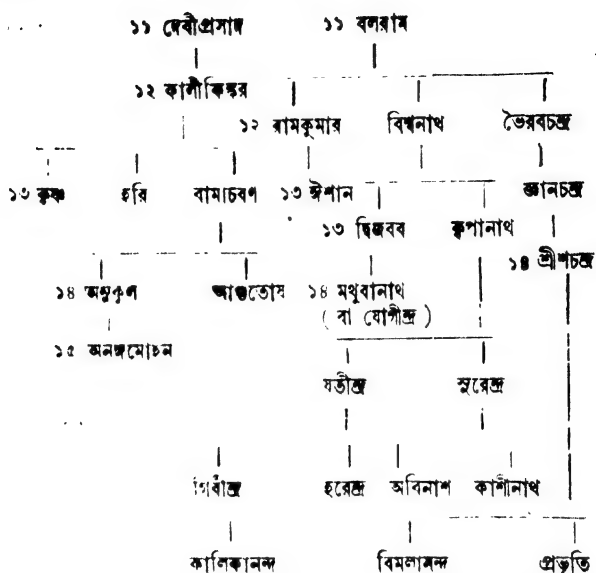 ১১ দেবীপ্রসাদ ১১ বলরাম
১২ কালীকিঙ্কর
১২ রামকুমার বিশ্বনাথ ভৈরবচন্দ্র
১৩ কৃষ্ণ হরি বামাচরণ ১৩ ঈশান জ্ঞানচন্দ্র
১৩ দ্বিজবব কৃপানাথ
১৪ শ্রীশচন্দ্র
১৪ অনুকূল আশুতোষ ১৪ মথুবানাথ
( বা যোগীন্দ্র )
১৫ অনঙ্গমোহন
যতীন্দ্র সুরেন্দ্র
গিরীন্দ্র হরেন্দ্র অবিনাশ কাশীনাথ
কালিকানন্দ বিমলানন্দ প্রভৃতি